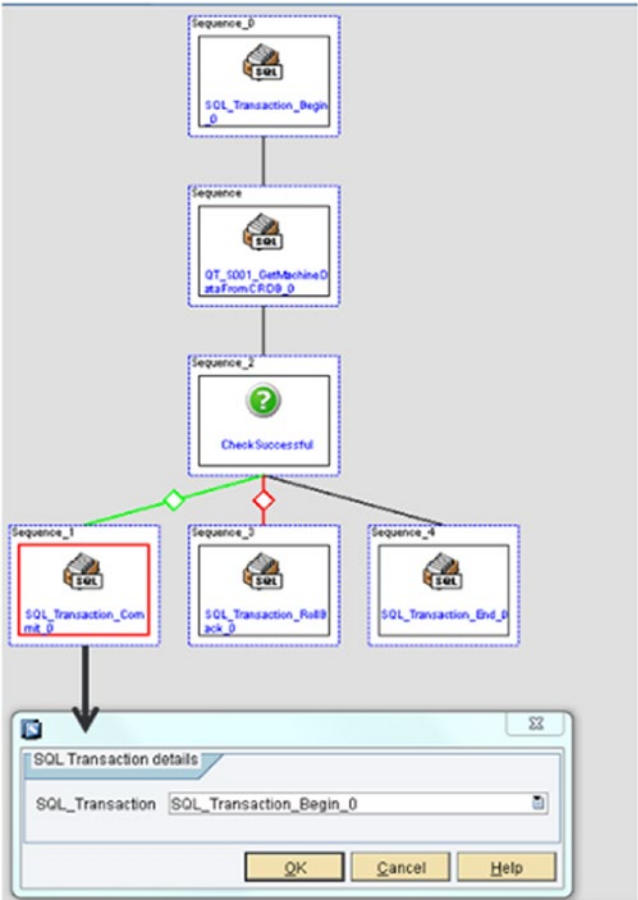 Sequence_0
SQL
SQL_Transaction_Begin
_0
Sequence
SQL
QT_S001_GetMachineD
ataFromCRDB_0
Sequence_2
?
CheckSuccessful
Sequence_1
SQL
SQL_Transaction_Com
mit_0
Sequence_3
SQL
SQL_Transaction_RollB
ack_0
Sequence_4
SQL
SQL_Transaction_End_0
SQL Transaction details
SQL_Transaction SQL_Transaction_Begin_0
OK Cancel Help